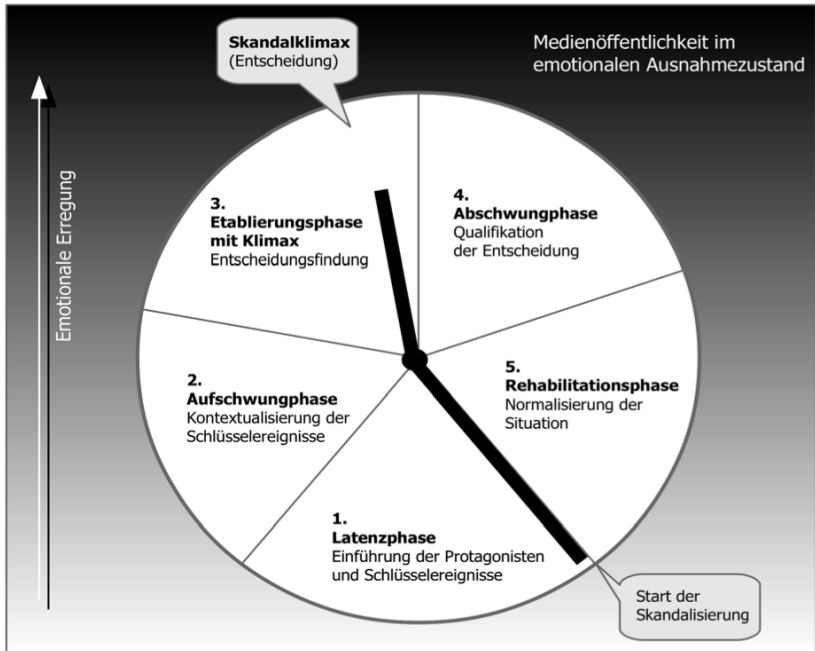 Skandalklimax
(Entscheidung)
Medienöffentlichkeit im
emotionalen Ausnahmezustand
Emotionale Erregung
3.
Etablierungsphase
mit Klimax
Entscheidungsfindung
4.
Abschwungphase
Qualifikation
der Entscheidung
2.
Aufschwungphase
Kontextualisierung der
Schlüsselereignisse
5.
Rehabilitationsphase
Normalisierung der
Situation
1.
Latenzphase
Einführung der Protagonisten
und Schlüsselereignisse
Start der
Skandalisierung